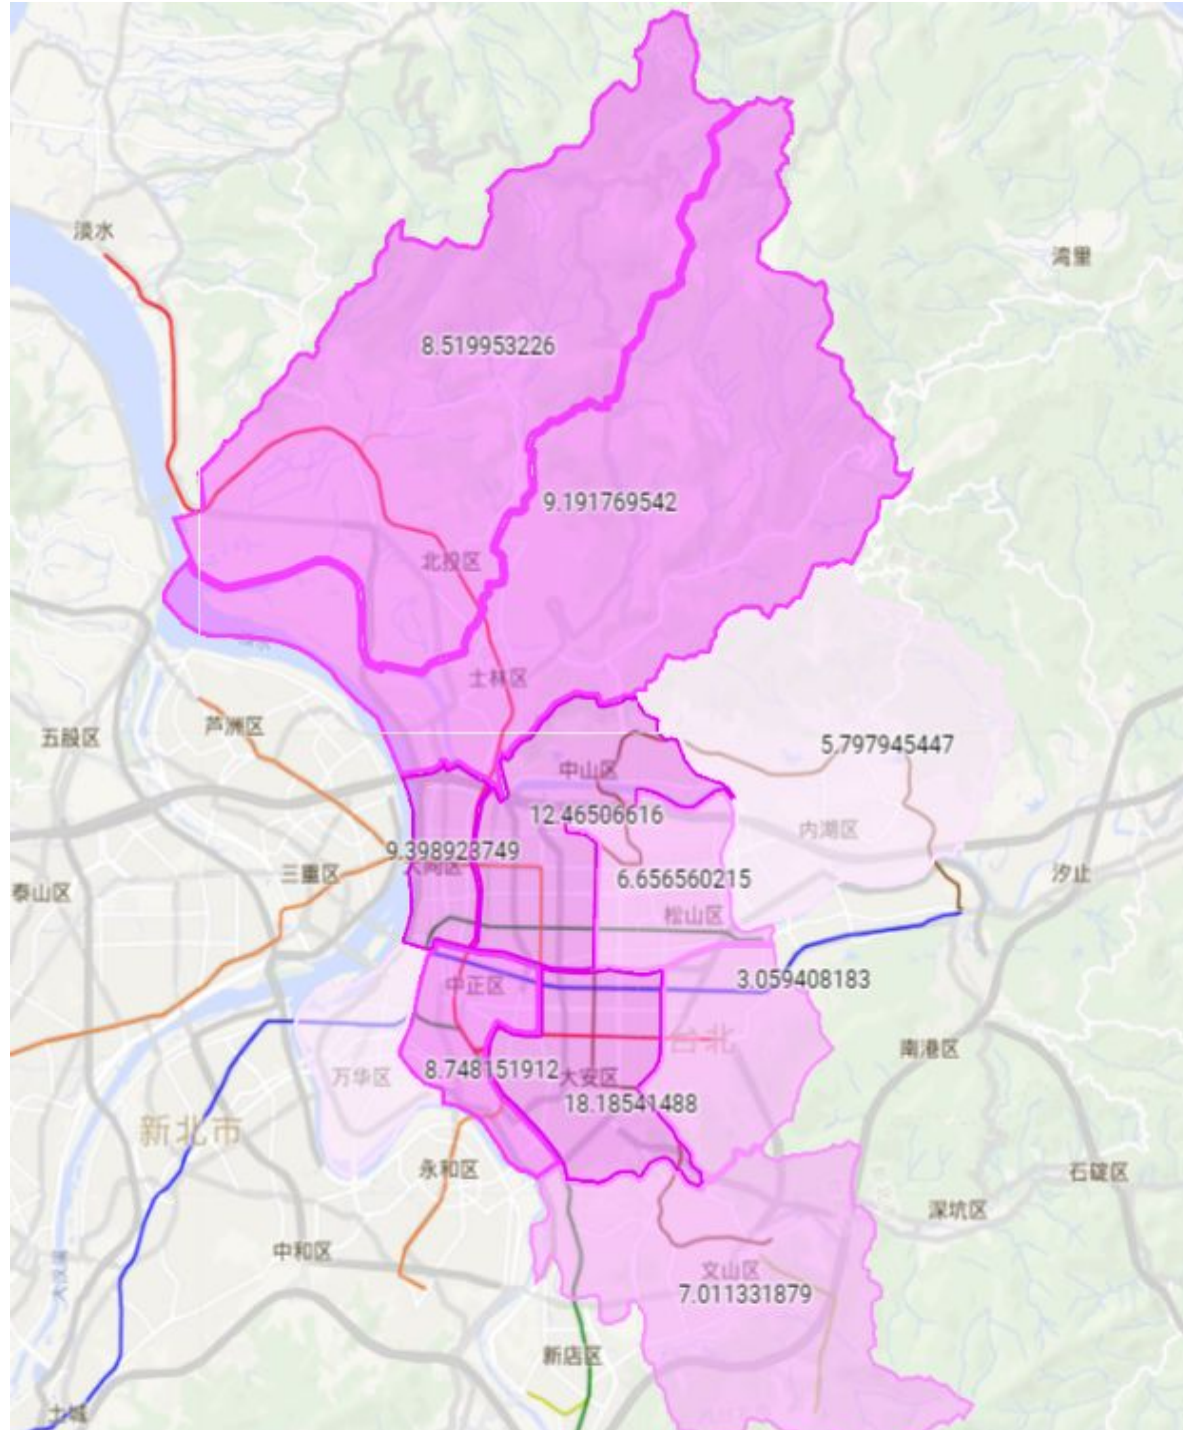 淡水
湾里
8.519953226
9.191769542
北投区
士林区
芦洲区
五股区
5.797945447
中山区
12.46506616
内湖区
9.398923749
大同区
三重区
6.656560215
汐止
泰山区
松山区
3.059408183
中正区
台北
南港区
8.748151912
大安区
万华区
18.18541488
新北市
永和区
石碇区
深坑区
中和区
文山区
7.011331879
新店区
土城